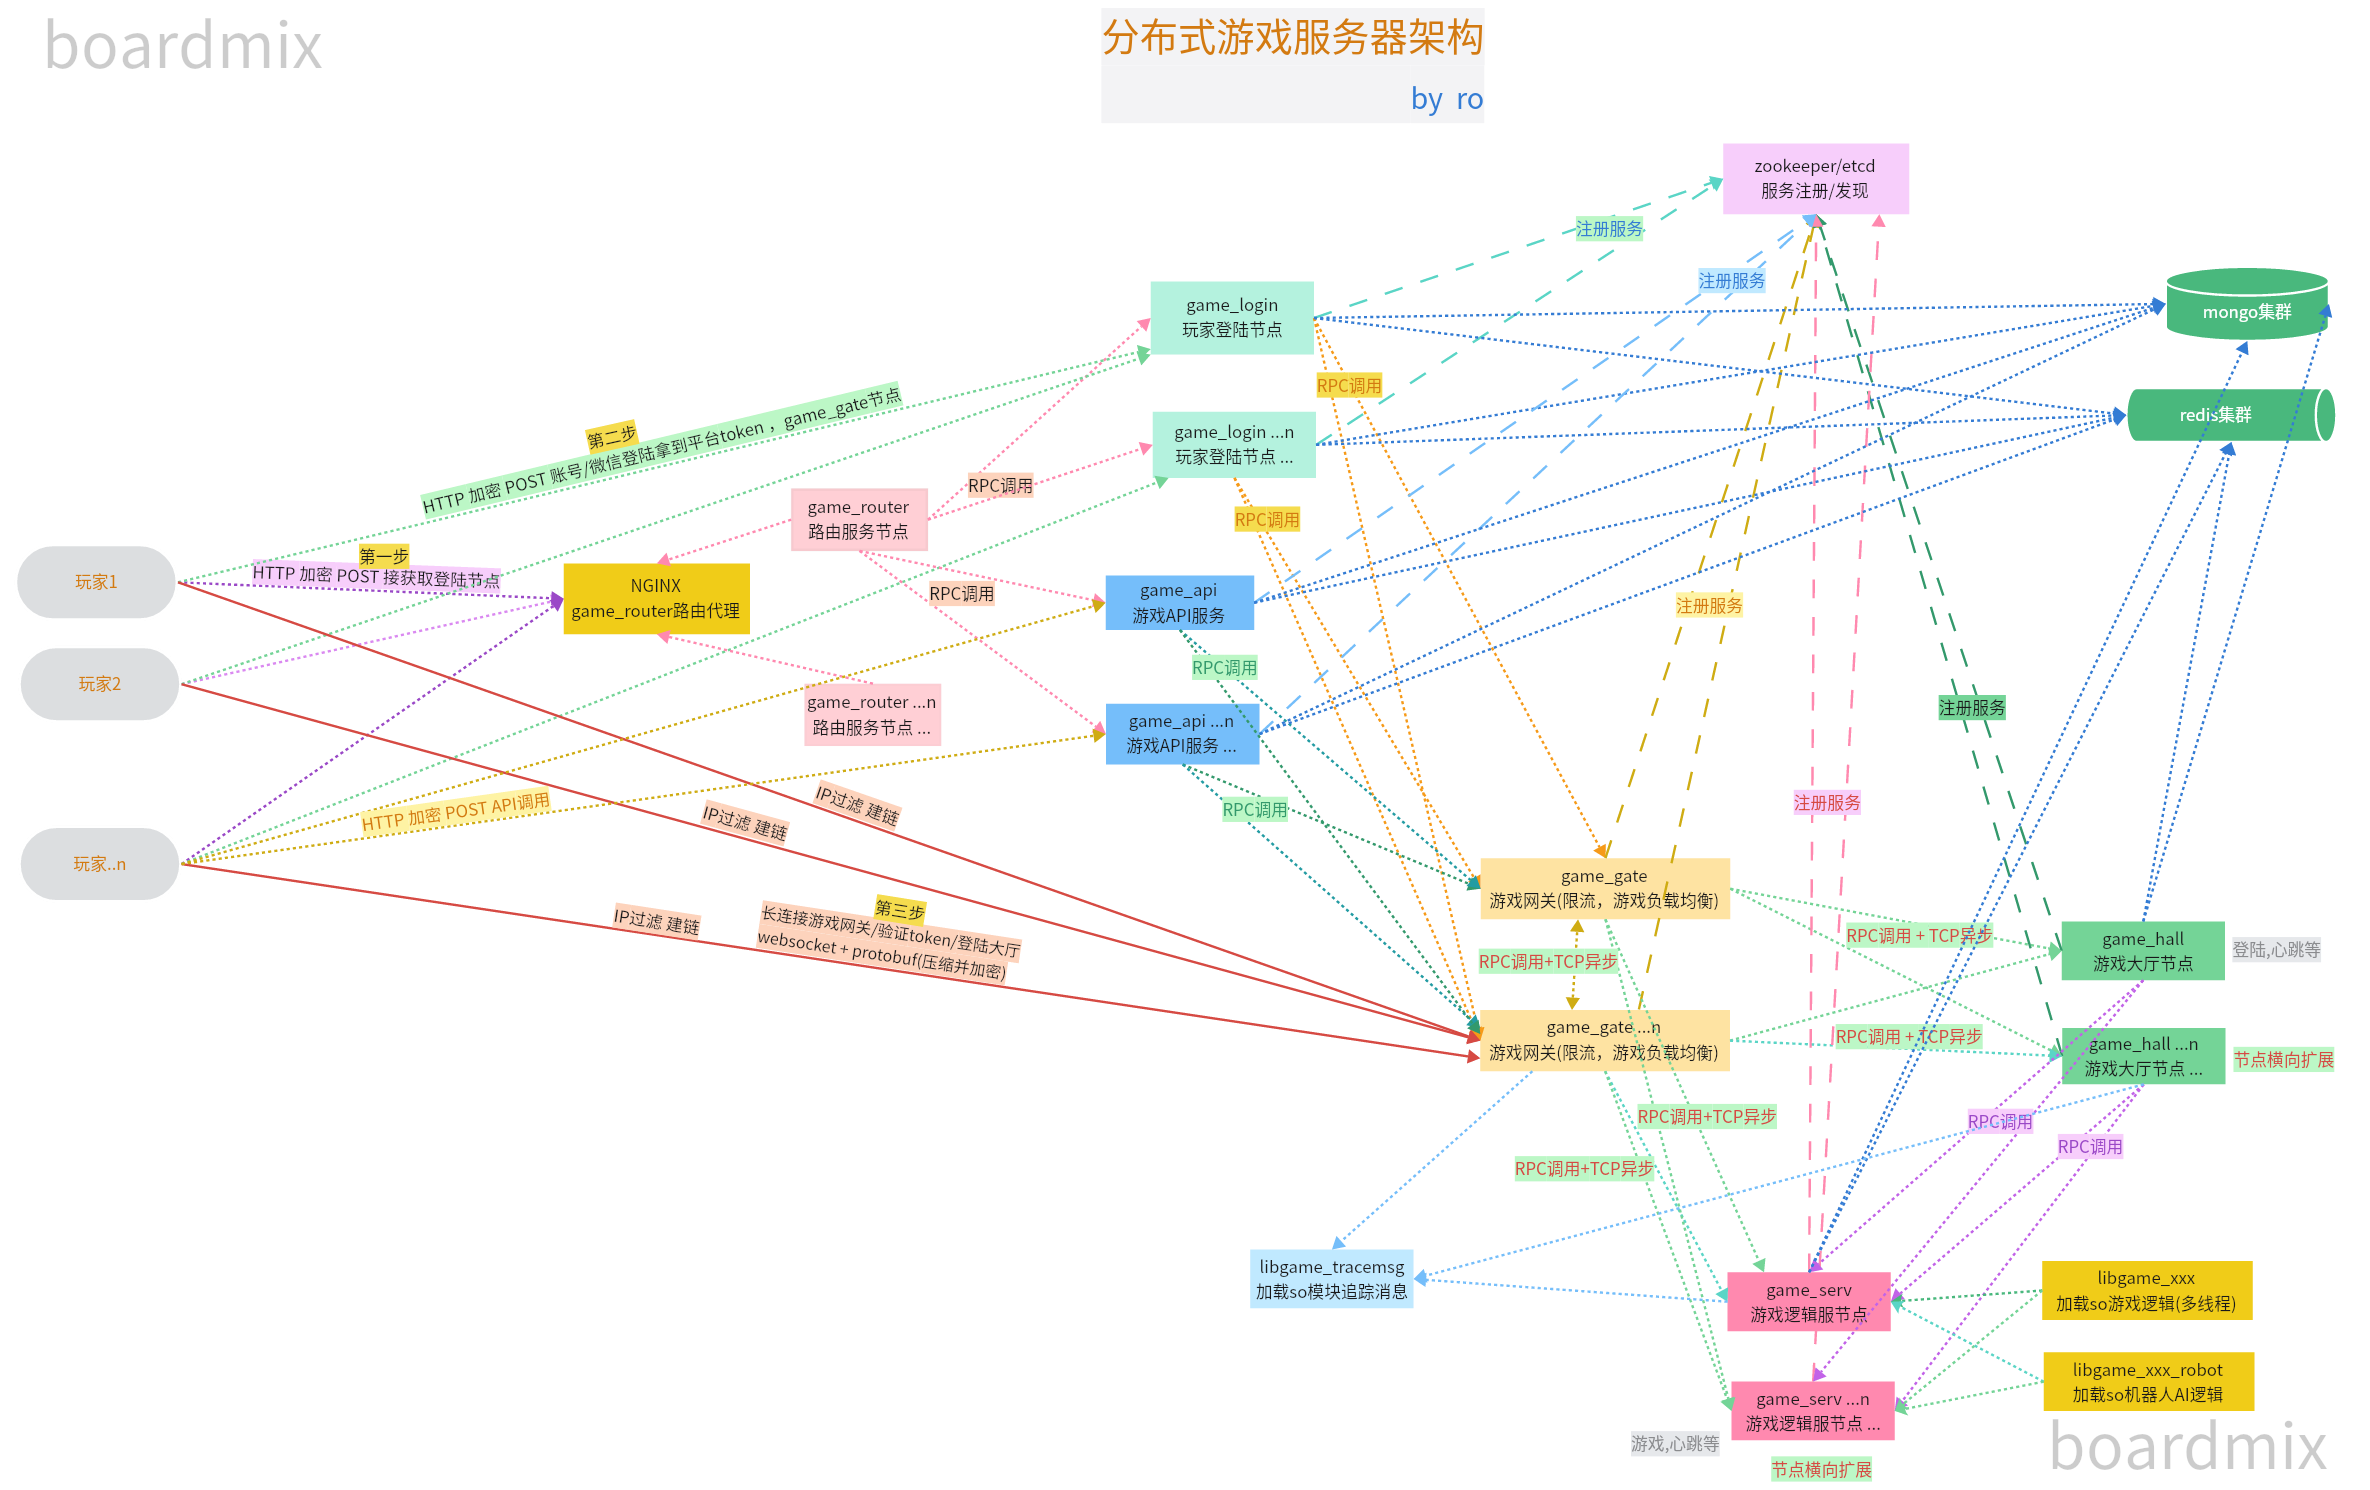 boardmix
分布式游戏服务器架构
by ro
zookeeper/etcd
服务注册/发现
注册服务
注册服务
game_login
玩家登陆节点
mongo集群
RPC调用
redis集群
第二步
HTTP 加密 POST 账号/微信登陆拿到平台token ，game_gate节点
game_login ...n
玩家登陆节点 ...
RPC调用
game_router
路由服务节点
RPC调用
第一步
HTTP 加密 POST 接获取登陆节点
玩家1
NGINX
game_router路由代理
RPC调用
game_api
游戏API服务
注册服务
RPC调用
玩家2
game_router ...n
路由服务节点 ...
game_api ...n
游戏API服务 ...
注册服务
HTTP 加密 POST API调用
IP过滤 建链
IP过滤 建链
RPC调用
注册服务
玩家..n
game_gate
游戏网关(限流，游戏负载均衡)
IP过滤 建链
第三步
长连接游戏网关/验证token/登陆大厅
websocket + protobuf(压缩并加密)
RPC调用+TCP异步
RPC调用 + TCP异步
game_hall
游戏大厅节点
登陆,心跳等
game_gate ...n
游戏网关(限流，游戏负载均衡)
RPC调用 + TCP异步
game_hall ...n
游戏大厅节点 ...
节点横向扩展
RPC调用+TCP异步
RPC调用
RPC调用
RPC调用+TCP异步
libgame_tracemsg
加载so模块追踪消息
game_serv
游戏逻辑服节点
libgame_xxx
加载so游戏逻辑(多线程)
libgame_xxx_robot
加载so机器人AI逻辑
game_serv ...n
游戏逻辑服节点 ...
游戏,心跳等
节点横向扩展
boardmix